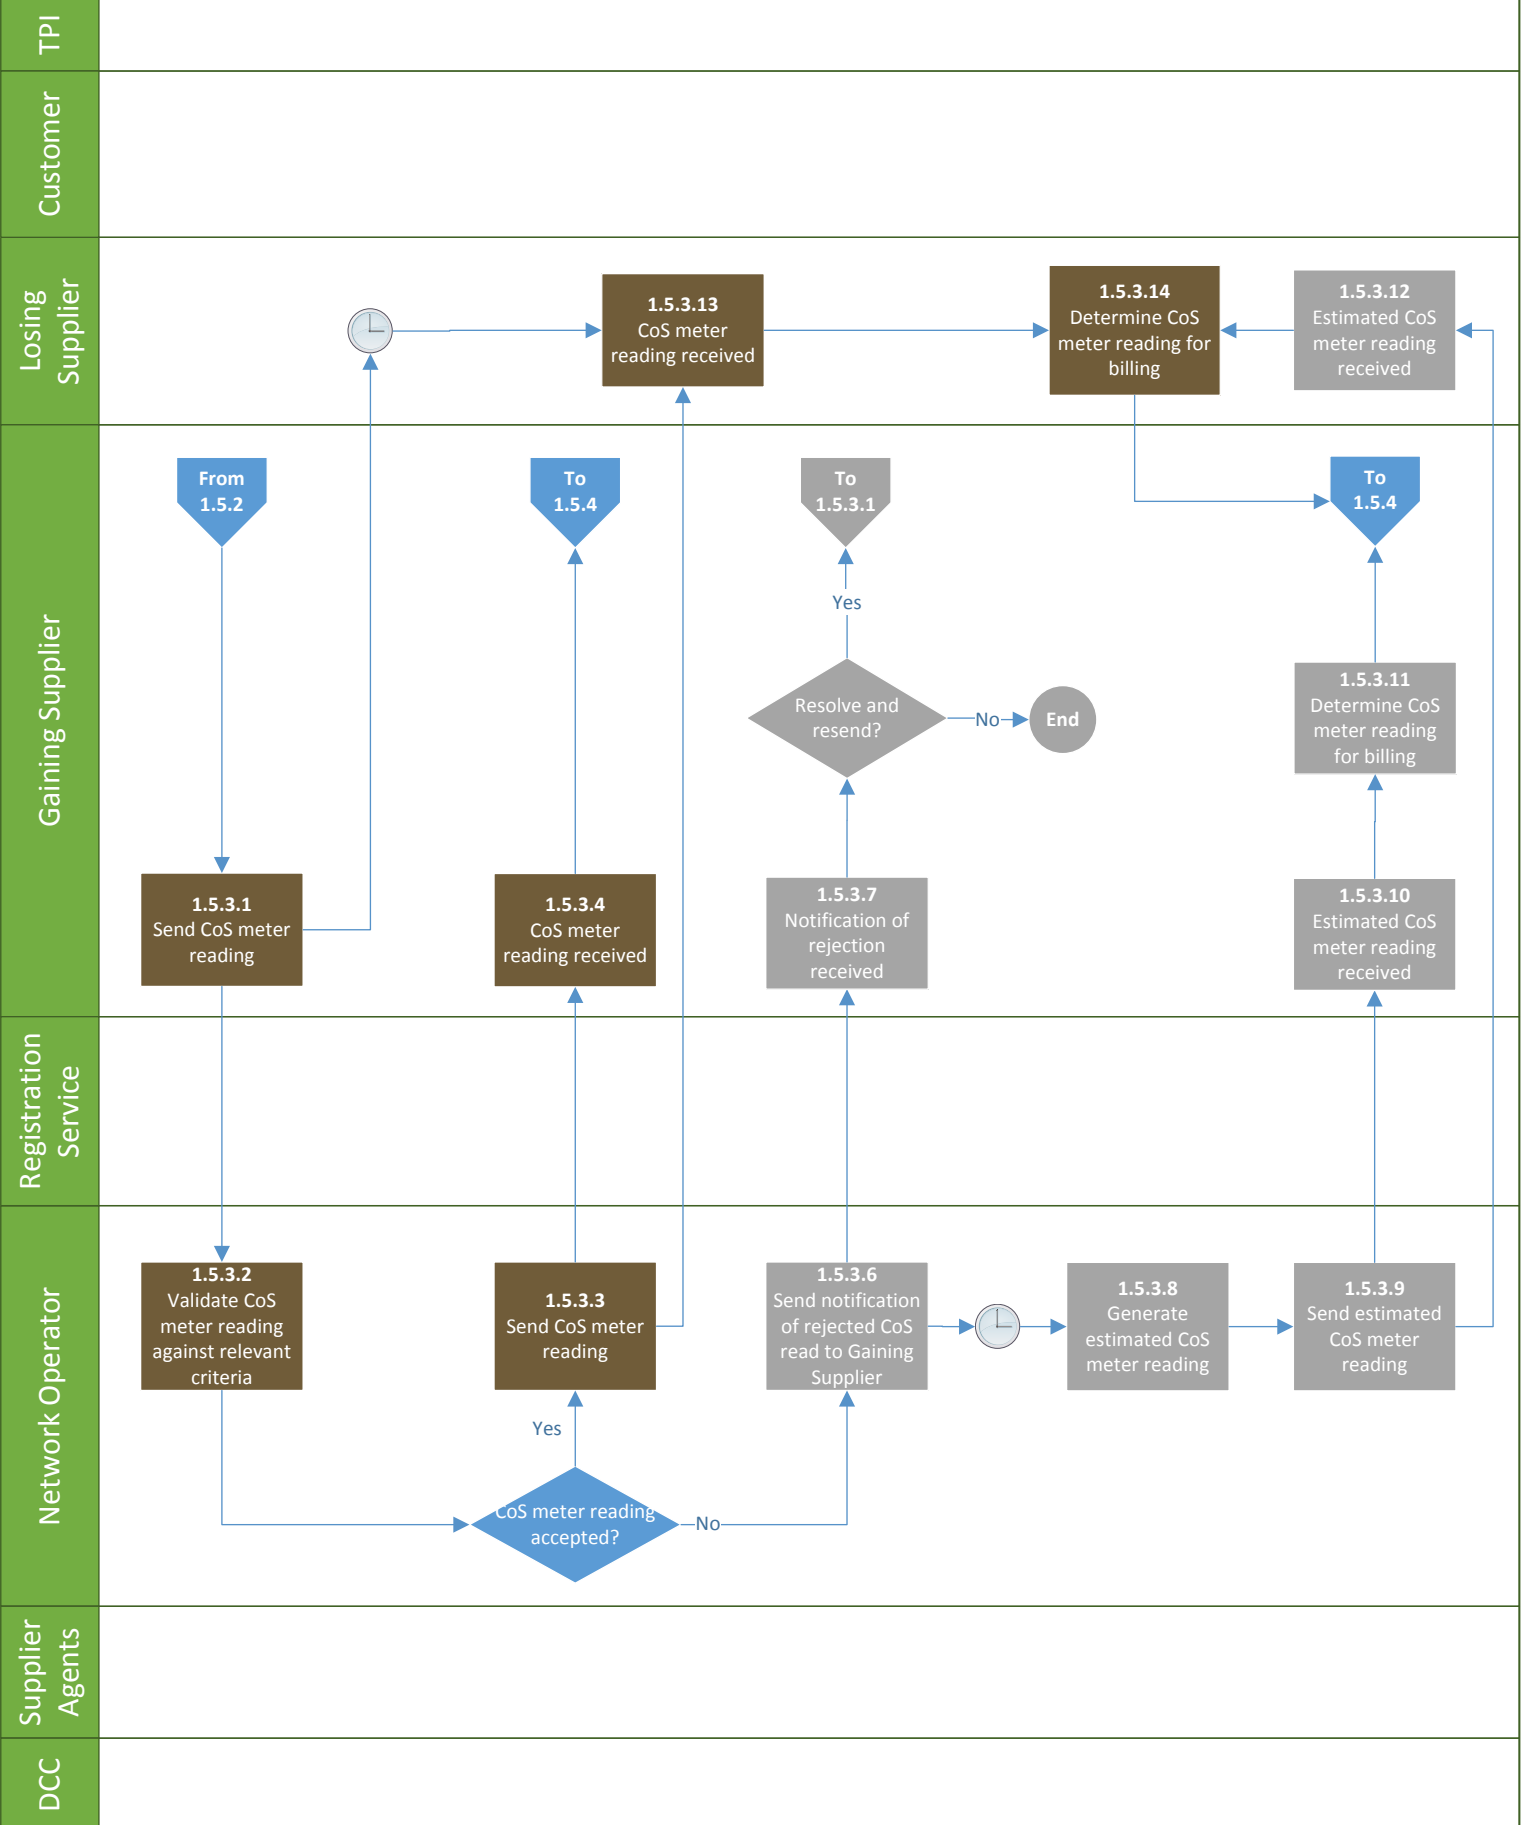 TPI
Customer
Losing
Supplier
1.5.3.13
CoS meter
reading received
1.5.3.14
Determine CoS
meter reading for
billing
1.5.3.12
Estimated CoS
meter reading
received
Gaining Supplier
From
1.5.2
To
1.5.4
To
1.5.3.1
To
1.5.4
Yes
Resolve and
resend?
No
End
1.5.3.11
Determine CoS
meter reading
for billing
1.5.3.1
Send CoS meter
reading
1.5.3.4
CoS meter
reading received
1.5.3.7
Notification of
rejection
received
1.5.3.10
Estimated CoS
meter reading
received
Registration
Service
Network Operator
1.5.3.2
Validate CoS
meter reading
against relevant
criteria
1.5.3.3
Send CoS meter
reading
1.5.3.6
Send notification
of rejected CoS
read to Gaining
Supplier
1.5.3.8
Generate
estimated CoS
meter reading
1.5.3.9
Send estimated
CoS meter
reading
Yes
CoS meter reading
accepted?
No
Supplier
Agents
DCC